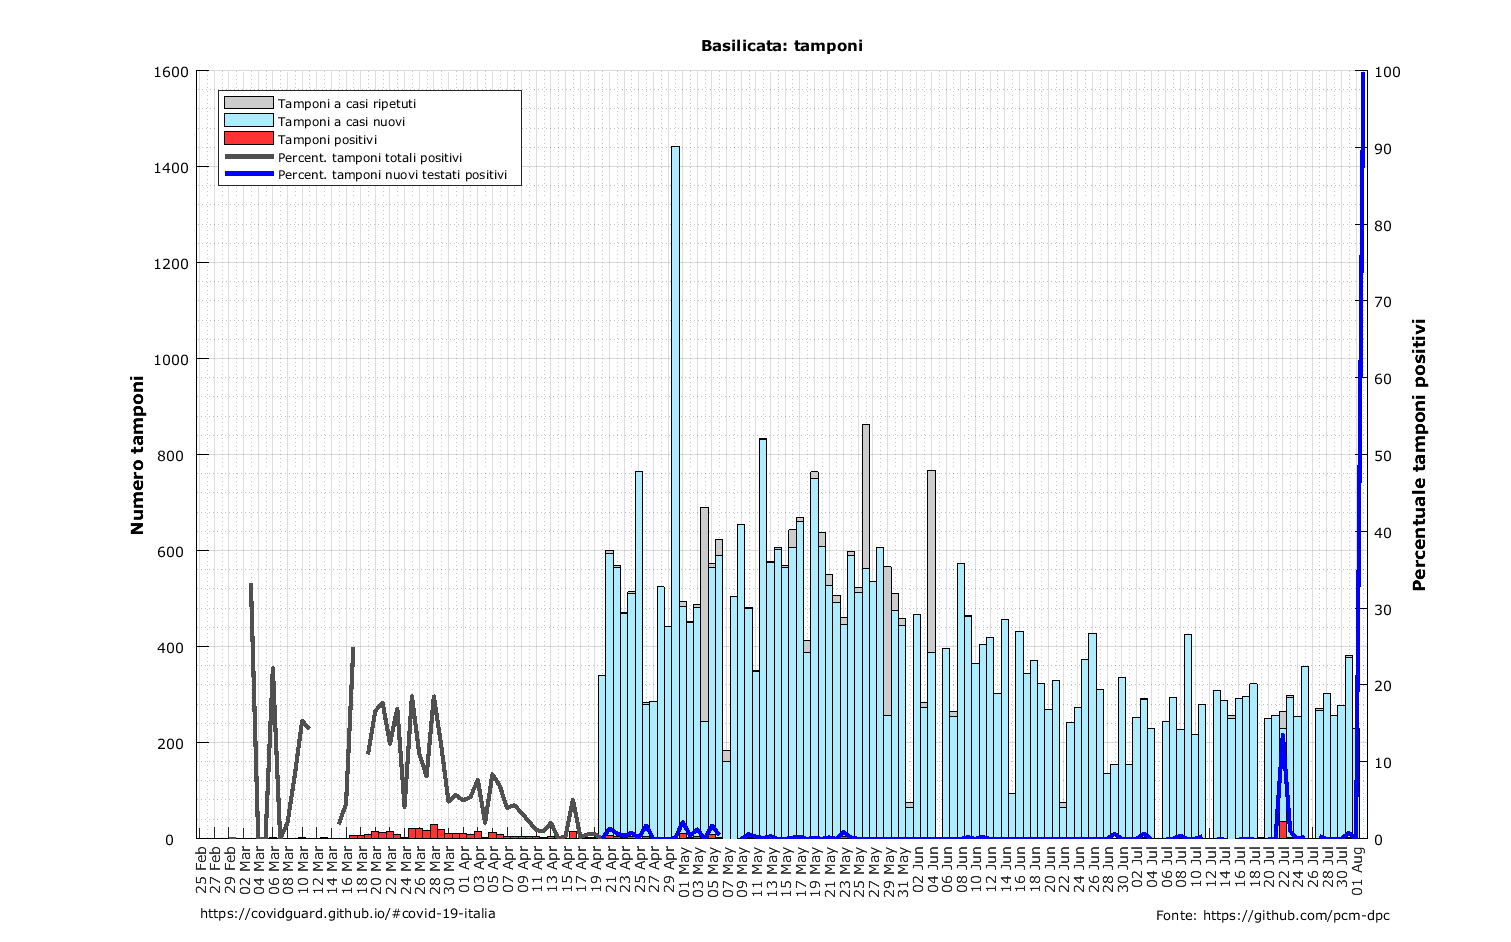 Basilicata: tamponi
Tamponi a casi ripetuti
Tamponi a casi nuovi
Tamponi positivi
Percent. tamponi totali positivi
Percent. tamponi nuovi testati positivi
Numero tamponi
1600
1400
1200
1000
800
600
400
200
0
Percentuale tamponi positivi
100
90
80
70
60
50
40
30
20
10
0
25 Feb
27 Feb
29 Feb
02 Mar
04 Mar
06 Mar
08 Mar
10 Mar
12 Mar
14 Mar
16 Mar
18 Mar
20 Mar
22 Mar
24 Mar
26 Mar
28 Mar
30 Mar
01 Apr
03 Apr
05 Apr
07 Apr
09 Apr
11 Apr
13 Apr
15 Apr
17 Apr
19 Apr
21 Apr
23 Apr
25 Apr
27 Apr
29 Apr
01 May
03 May
05 May
07 May
09 May
11 May
13 May
15 May
17 May
19 May
21 May
23 May
25 May
27 May
29 May
31 May
02 Jun
04 Jun
06 Jun
08 Jun
10 Jun
12 Jun
14 Jun
16 Jun
18 Jun
20 Jun
22 Jun
24 Jun
26 Jun
28 Jun
30 Jun
02 Jul
04 Jul
06 Jul
08 Jul
10 Jul
12 Jul
14 Jul
16 Jul
18 Jul
20 Jul
22 Jul
24 Jul
26 Jul
28 Jul
30 Jul
01 Aug
https://covidguard.github.io/#covid-19-italia
Fonte: https://github.com/pcm-dpc